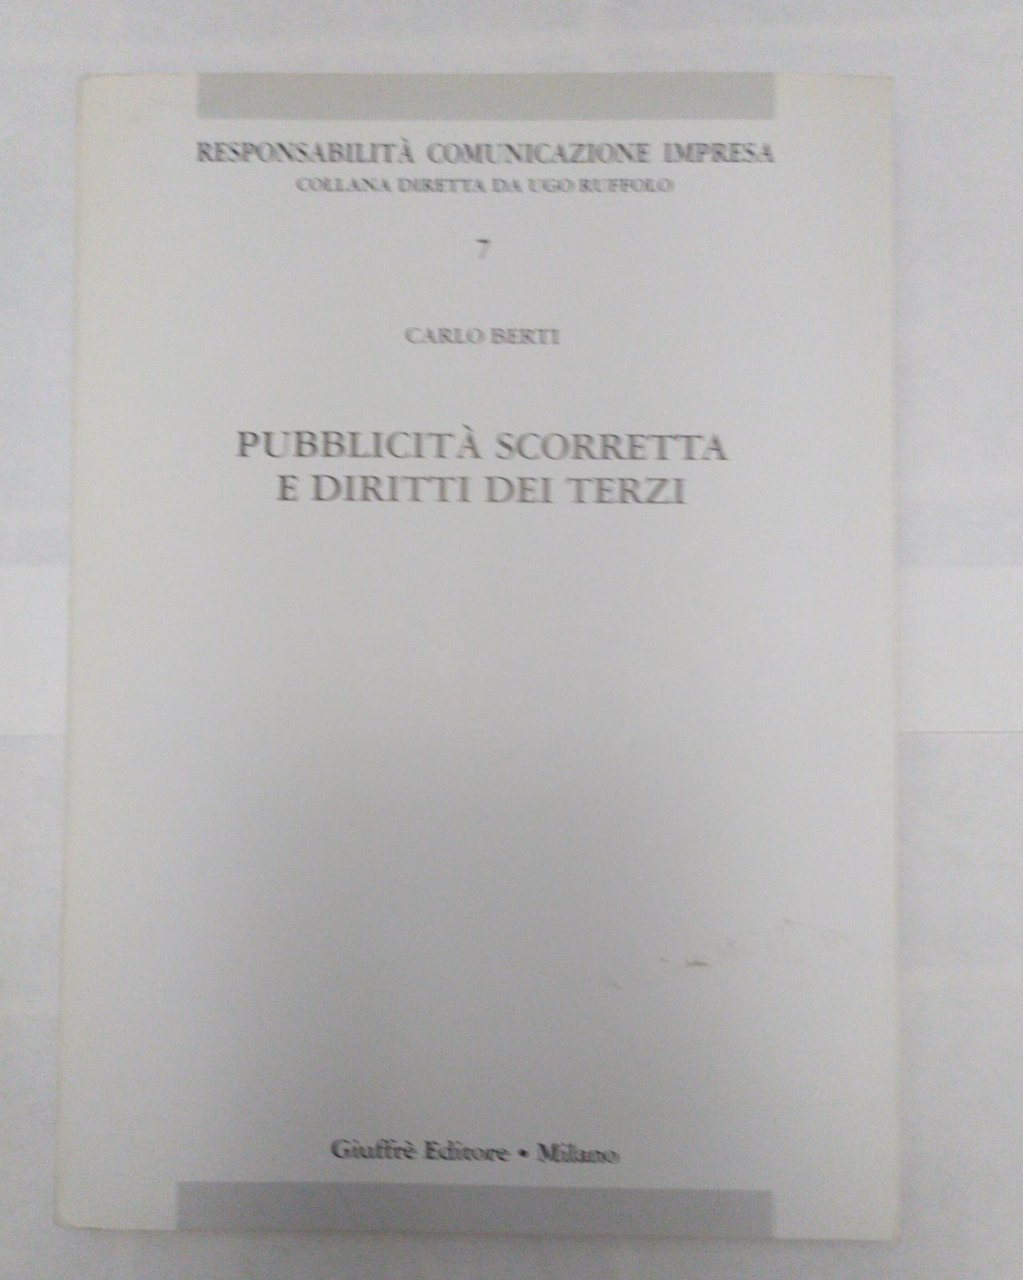 RESPONSABILITÀ COMUNICAZIONE IMPRESA
COLLANA DIRETTA DA UGO RUFFOLO
7
CARLO BERTI
PUBBLICITÀ SCORRETTA
E DIRITTI DEI TERZI
Giuffrè Editore • Milano